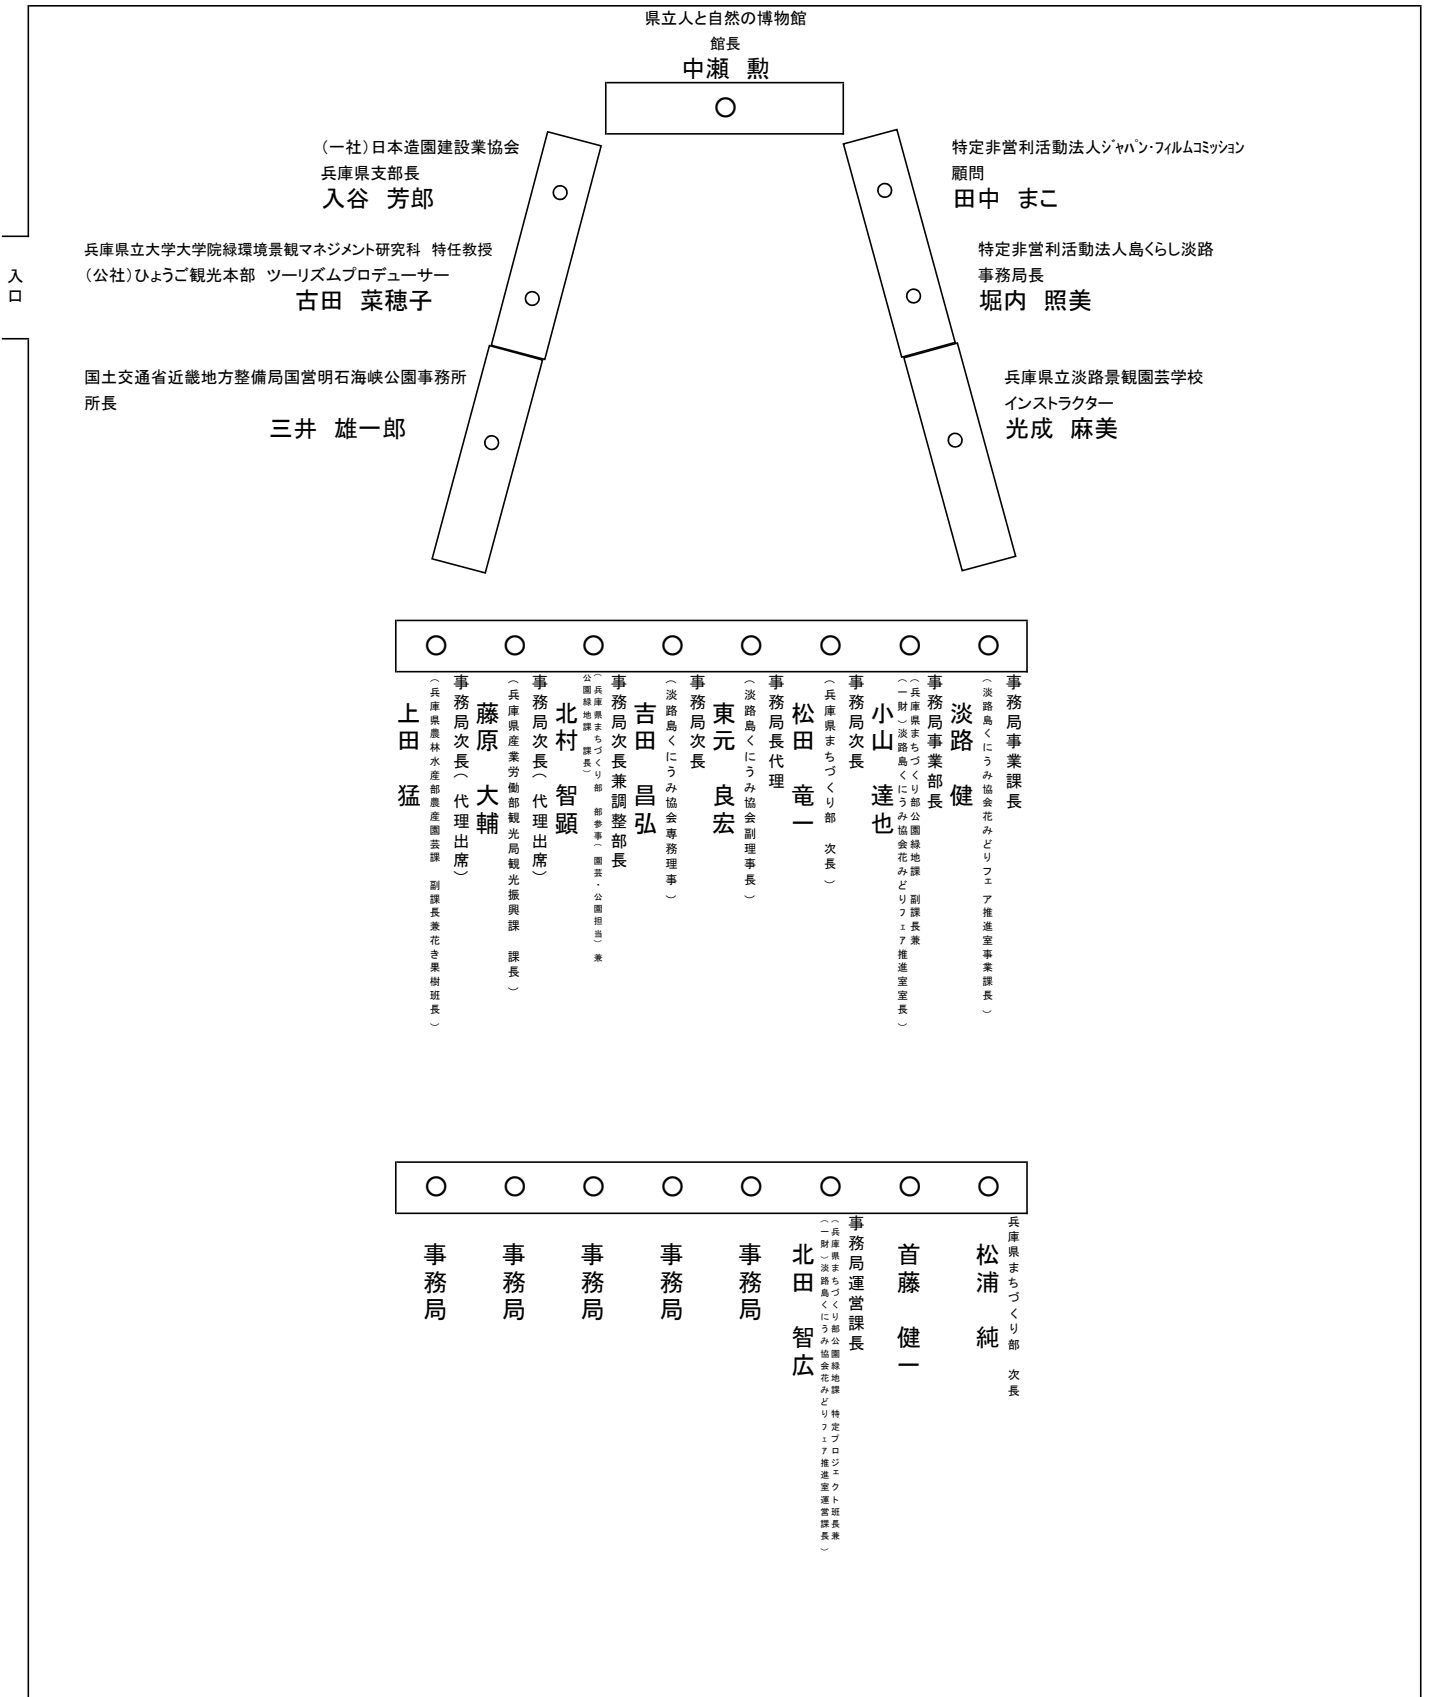 県立人と自然の博物館
館長
中瀬　勲
（一社）日本造園建設業協会
兵庫県支部長
入谷　芳郎
特定非営利活動法人ｼﾞｬﾊﾟﾝ・ﾌｨﾙﾑｺﾐｯｼｮﾝ
顧問
田中　まこ
兵庫県立大学大学院緑環境景観マネジメント研究科　特任教授
（公社）ひょうご観光本部　ツーリズムプロデューサー
古田　菜穂子
特定非営利活動法人島くらし淡路
事務局長
堀内　照美
入口
国土交通省近畿地方整備局国営明石海峡公園事務所
所長
三井　雄一郎
兵庫県立淡路景観園芸学校
インストラクター
光成　麻美
事務局事業課長
（淡路島くにうみ協会花みどりフェア推進室事業課長）
淡路　健
事務局事業部長
（兵庫県まちづくり部公園緑地課　副課長兼
（一財）淡路島くにうみ協会花みどりフェア推進室室長）
小山　達也
事務局次長
（兵庫県まちづくり部　次長）
松田　竜一
事務局長代理
（淡路島くにうみ協会副理事長）
東元　良宏
事務局次長
（淡路島くにうみ協会専務理事）
吉田　昌弘
事務局次長兼調整部長
（兵庫県まちづくり部　部参事（園芸・公園担当）兼
公園緑地課　課長）
北村　智顕
事務局次長（代理出席）
（兵庫県産業労働部観光局観光振興課　課長）
藤原　大輔
事務局次長（代理出席）
（兵庫県農林水産部農産園芸課　副課長兼花き果樹班長）
上田　猛
兵庫県まちづくり部　次長
松浦　純
首藤　健一
事務局運営課長
（兵庫県まちづくり部公園緑地課　特定プロジェクト班長兼
（一財）淡路島くにうみ協会花みどりフェア推進室運営課長）
北田　智広
事務局
事務局
事務局
事務局
事務局